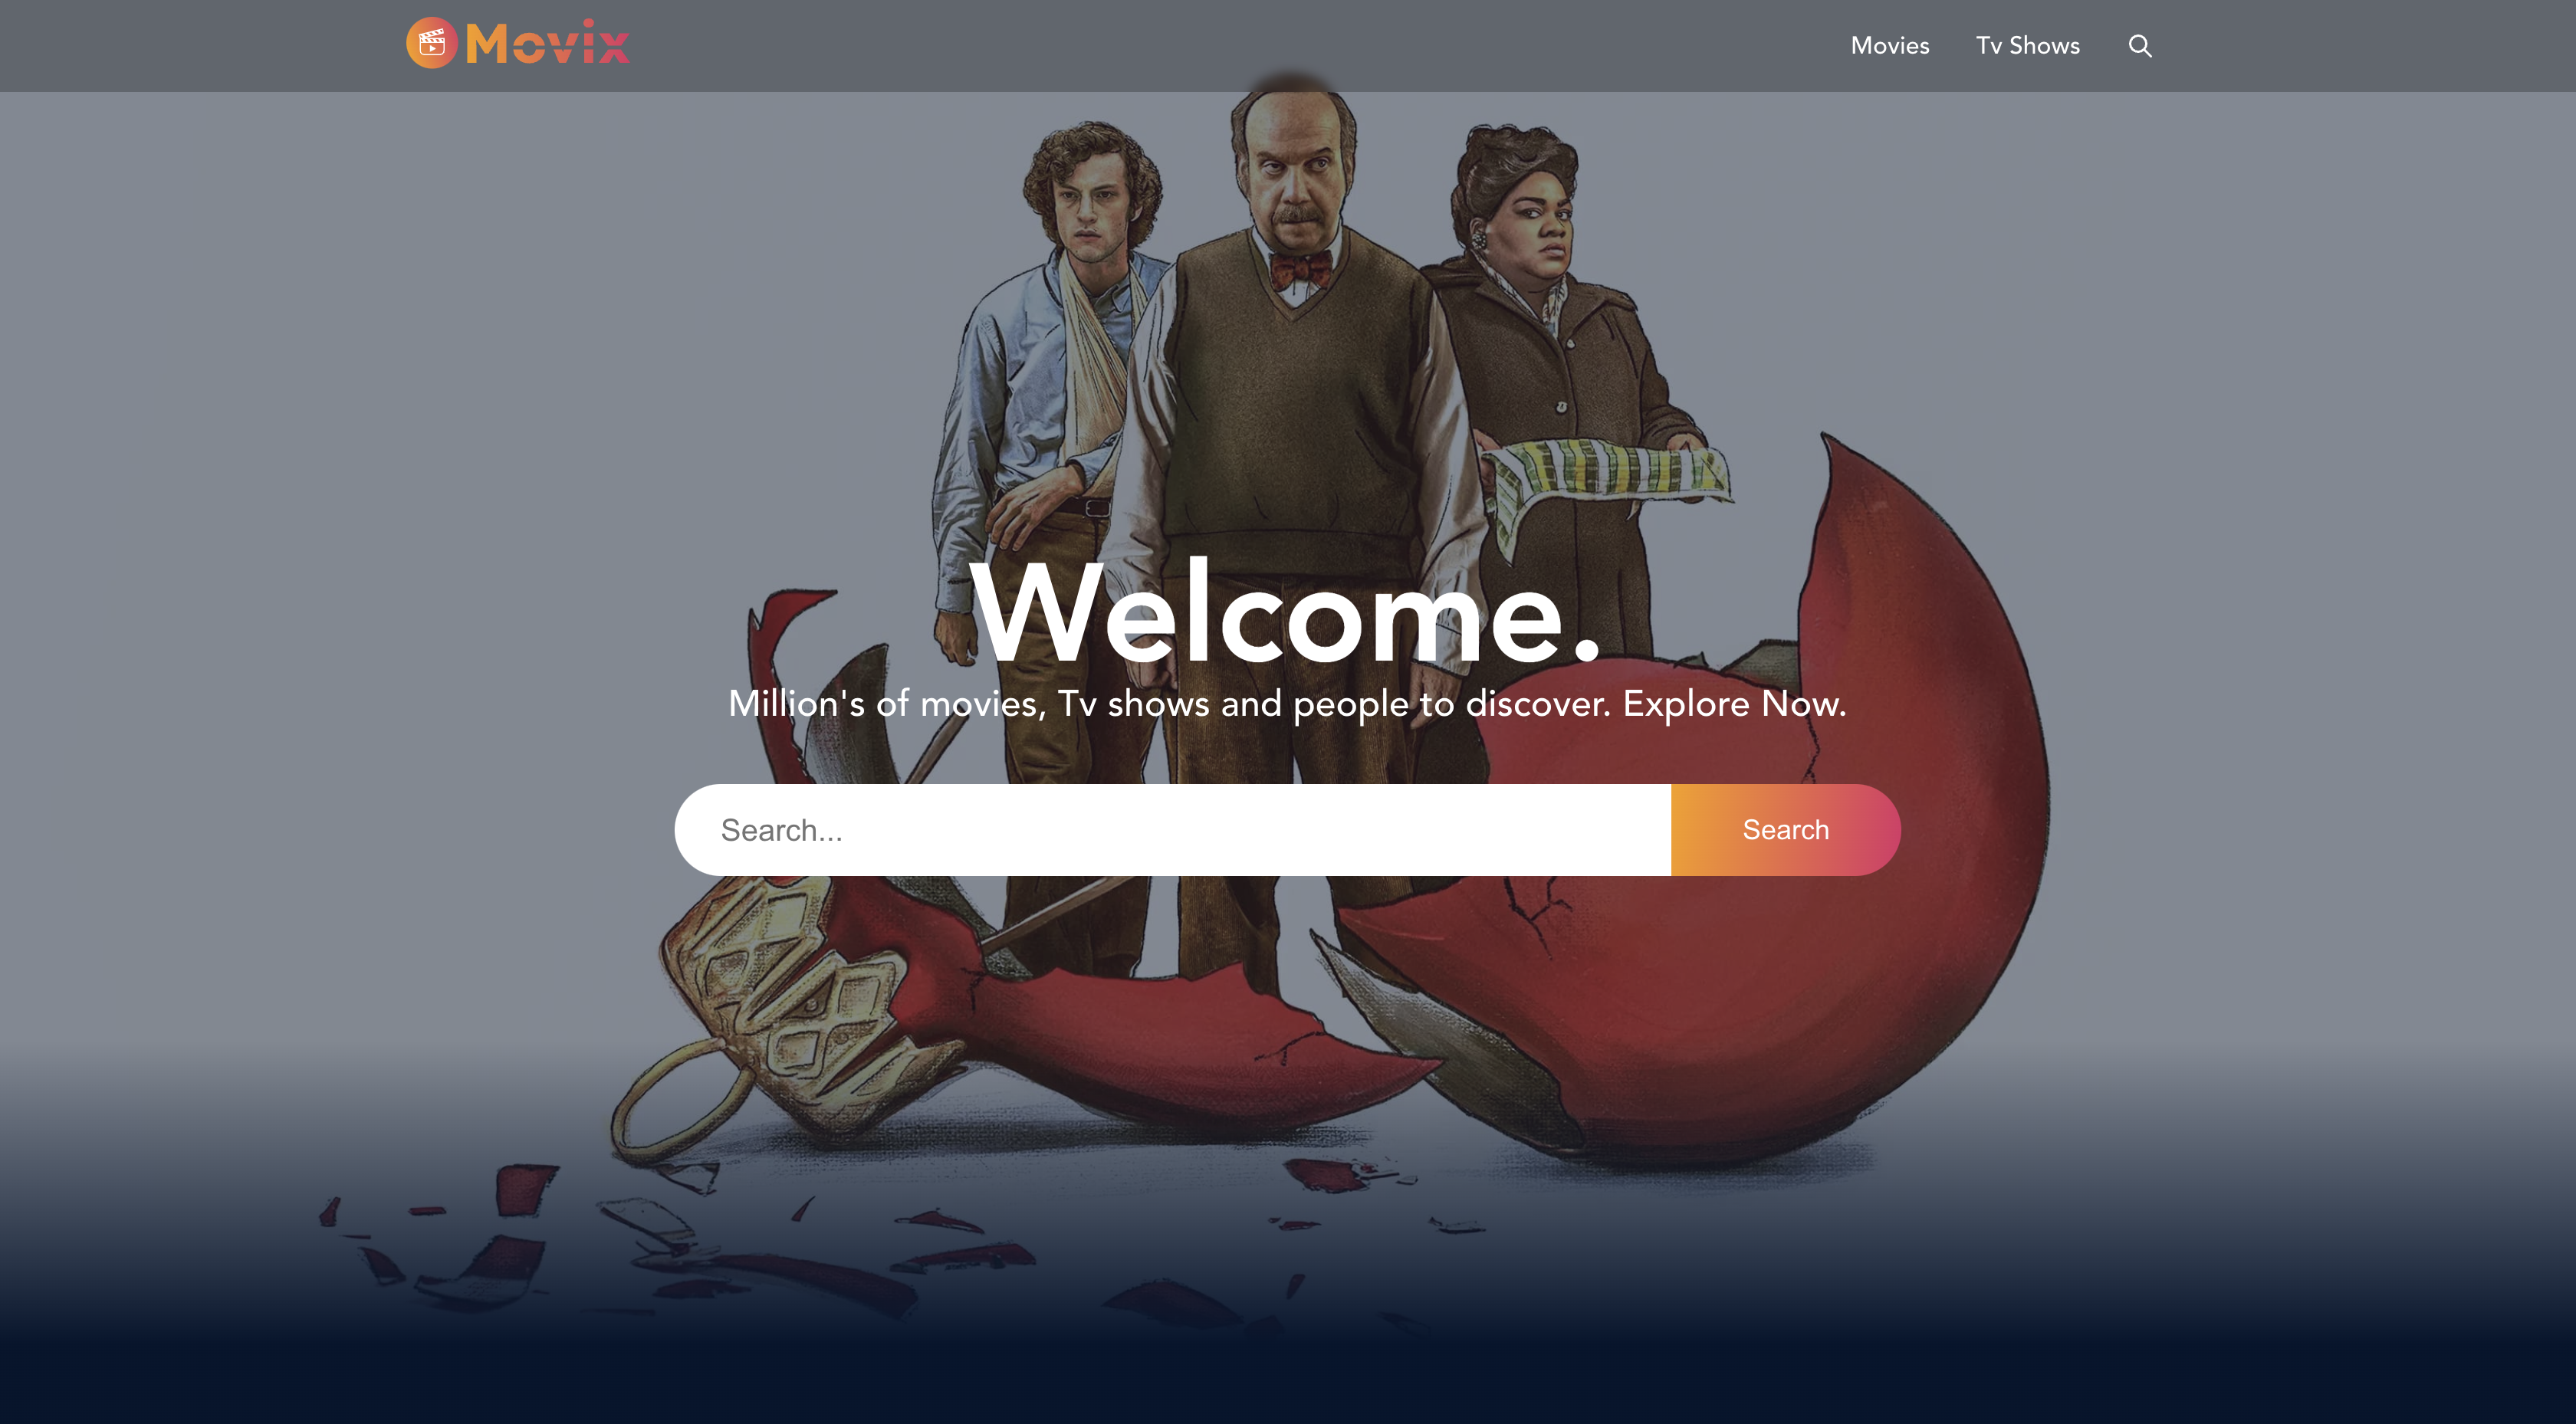 Movix
Movies
Tv Shows
Welcome.
Million's of movies, Tv shows and people to discover. Explore Now.
Search...
Search